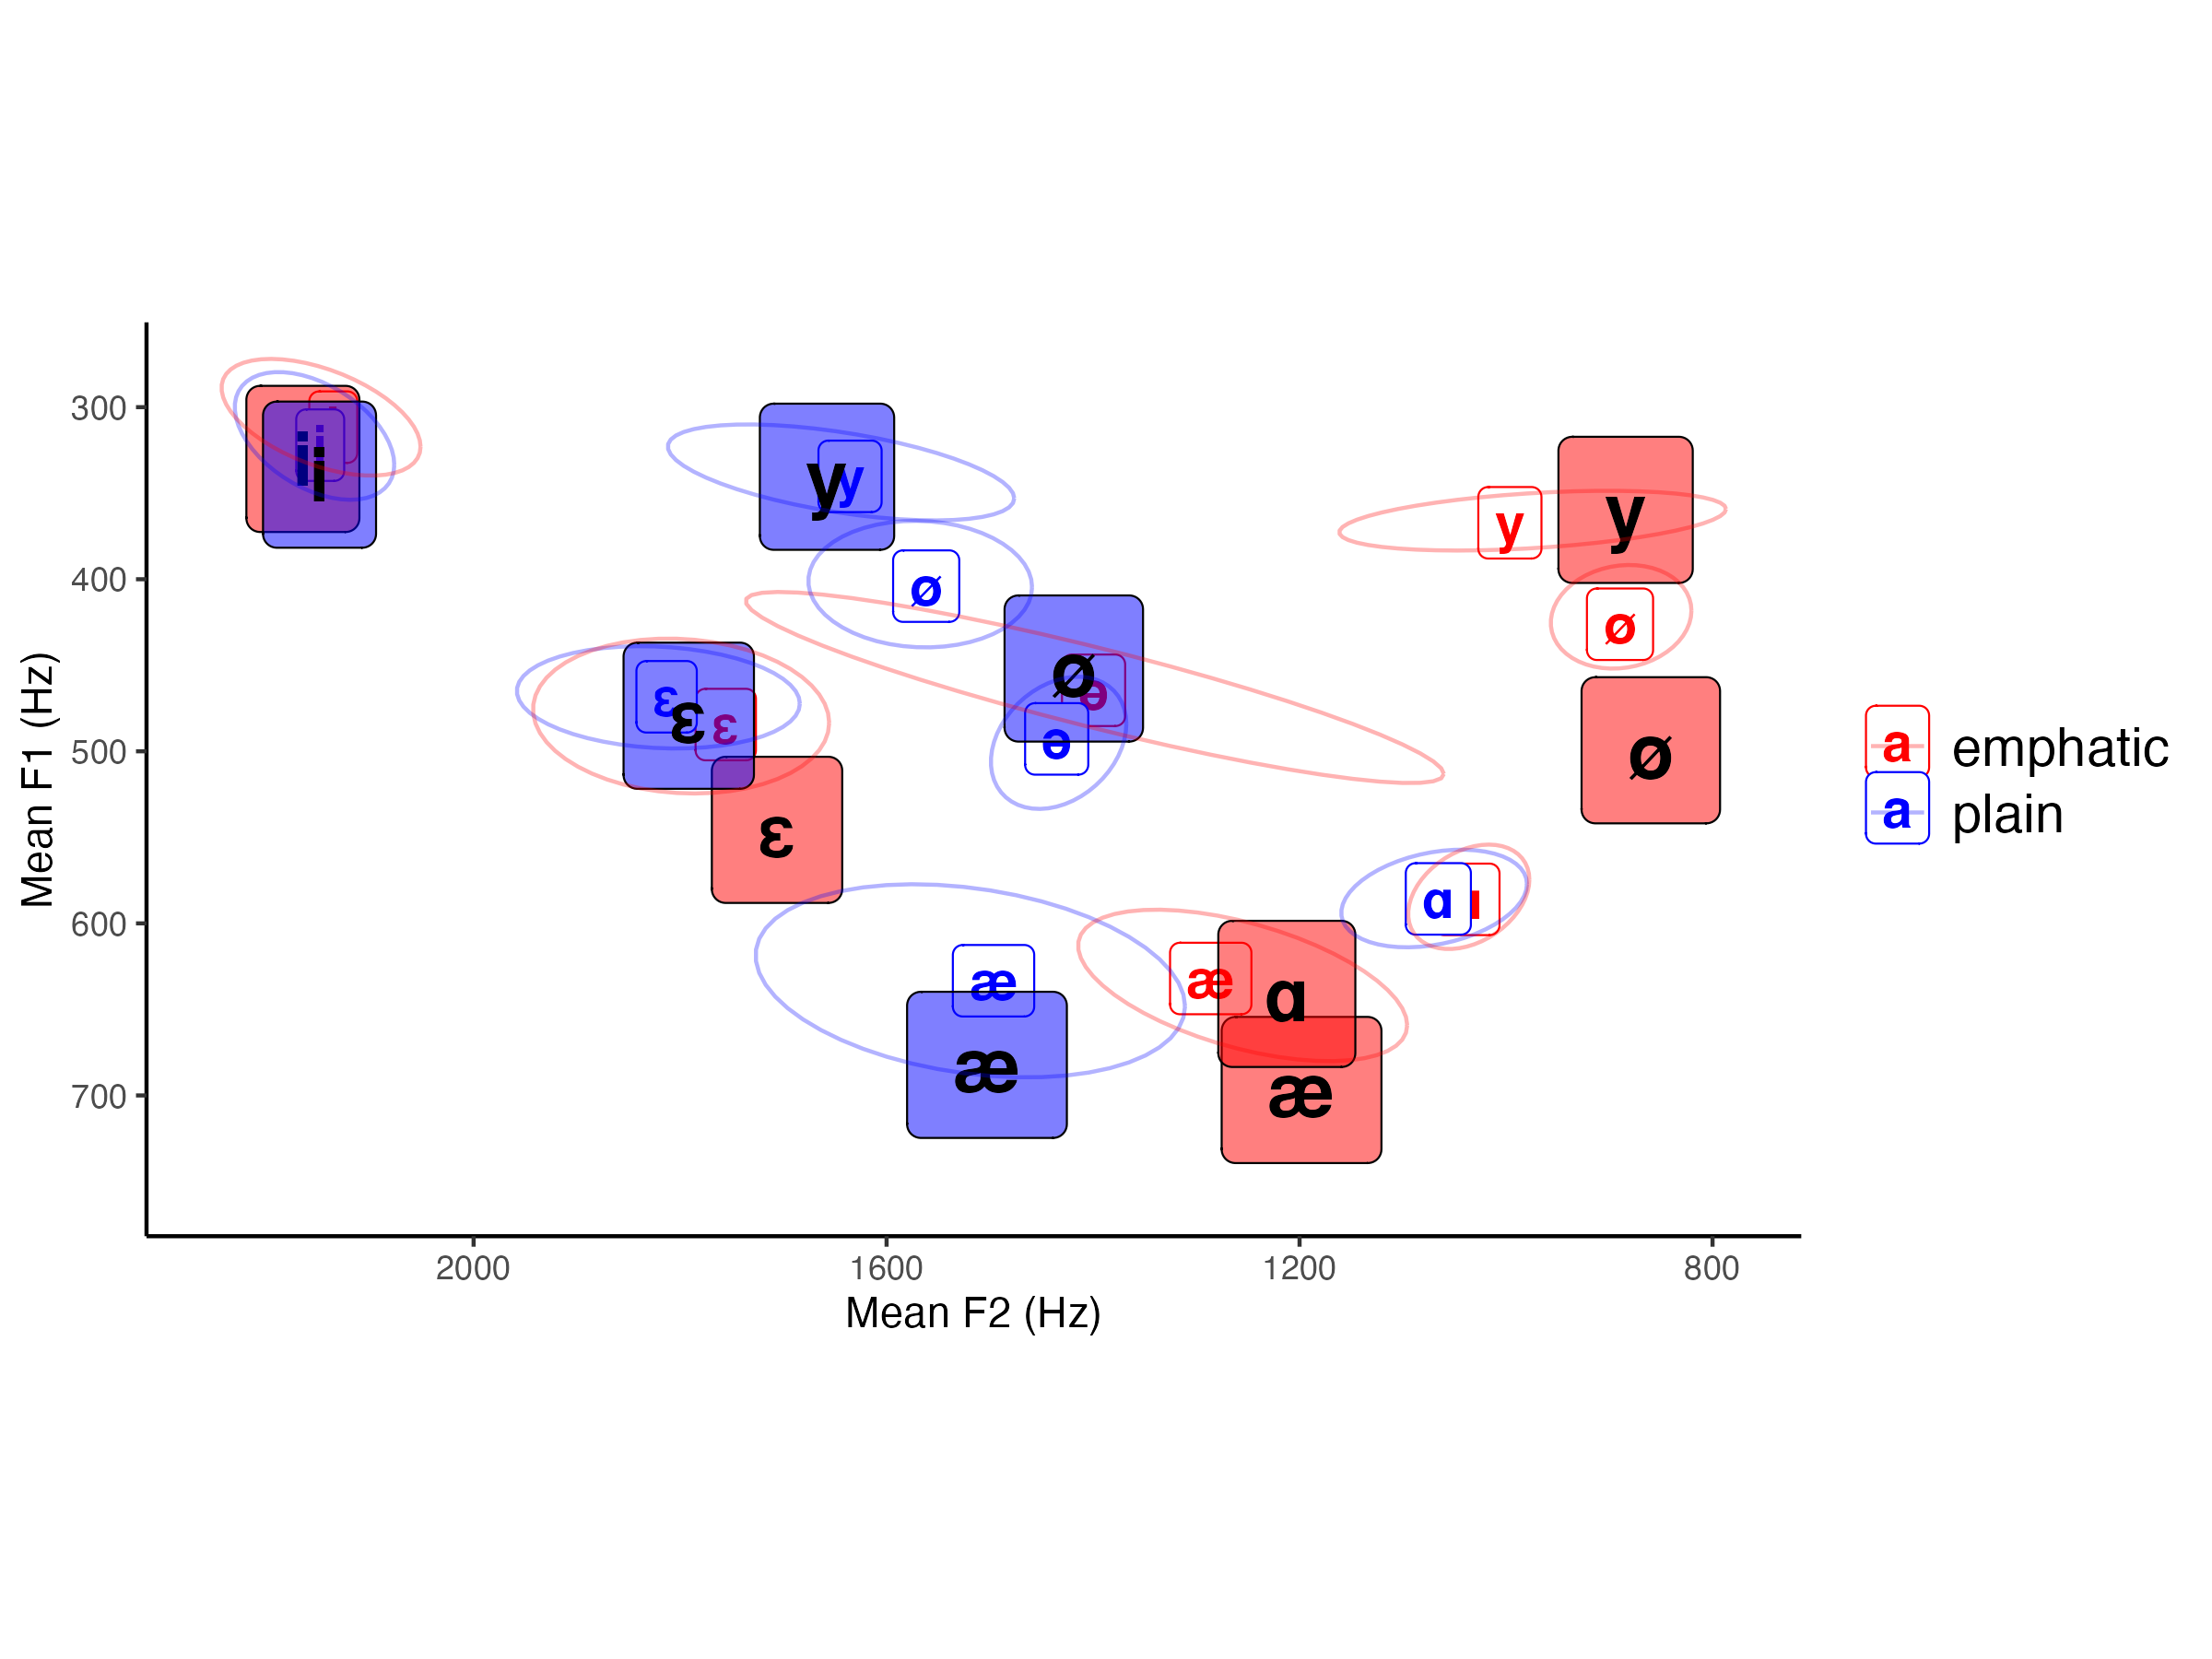 300
400
500
600
700
Mean F1 (Hz)
2000
1600
1200
800
Mean F2 (Hz)
i
i
i
y
y
y
y
ø
ø
ø
ø
ɛ
ɛ
ɛ
ɛ
ɘ
ɘ
æ
æ
æ
æ
ɑ
ɑ
a emphatic
a plain